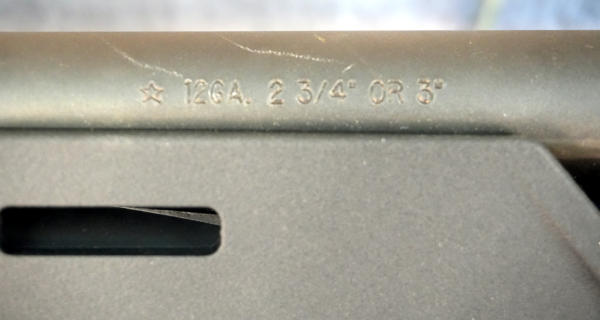 ☆ 12GA. 2 3/4" OR 3"